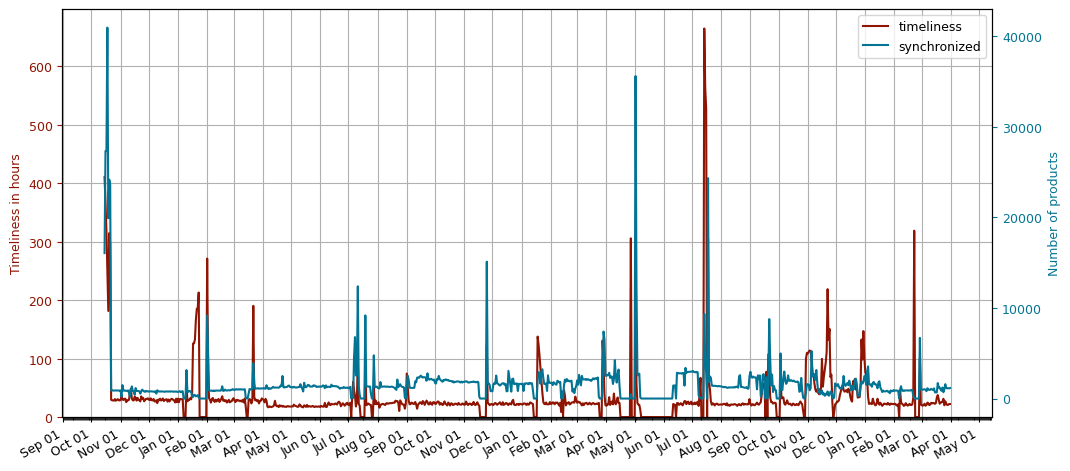 timeliness
synchronized
Timeliness in hours
600
500
400
300
200
100
0
Number of products
40000
30000
20000
10000
0
Sep 01
Oct 01
Nov 01
Dec 01
Jan 01
Feb 01
Mar 01
Apr 01
May 01
Jun 01
Jul 01
Aug 01
Sep 01
Oct 01
Nov 01
Dec 01
Jan 01
Feb 01
Mar 01
Apr 01
May 01
Jun 01
Jul 01
Aug 01
Sep 01
Oct 01
Nov 01
Dec 01
Jan 01
Feb 01
Mar 01
Apr 01
May 01